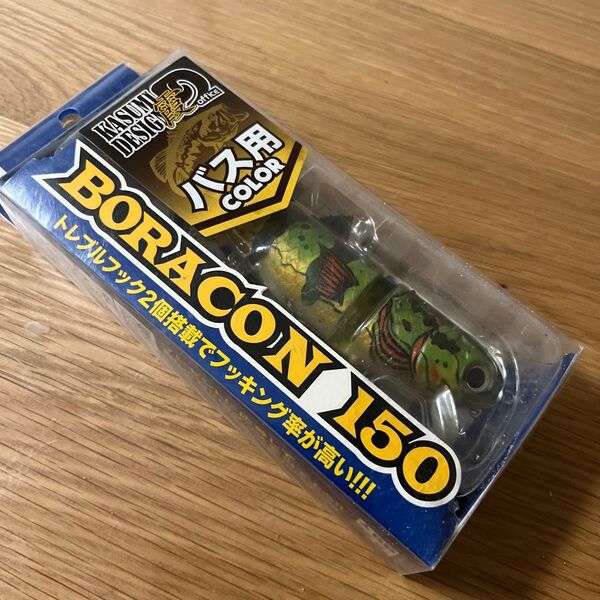 KASUMI
DESIGN
office
バス用
COLOR
BORACON 150
トレブルフック2個搭載でフッキング率が高い!!!